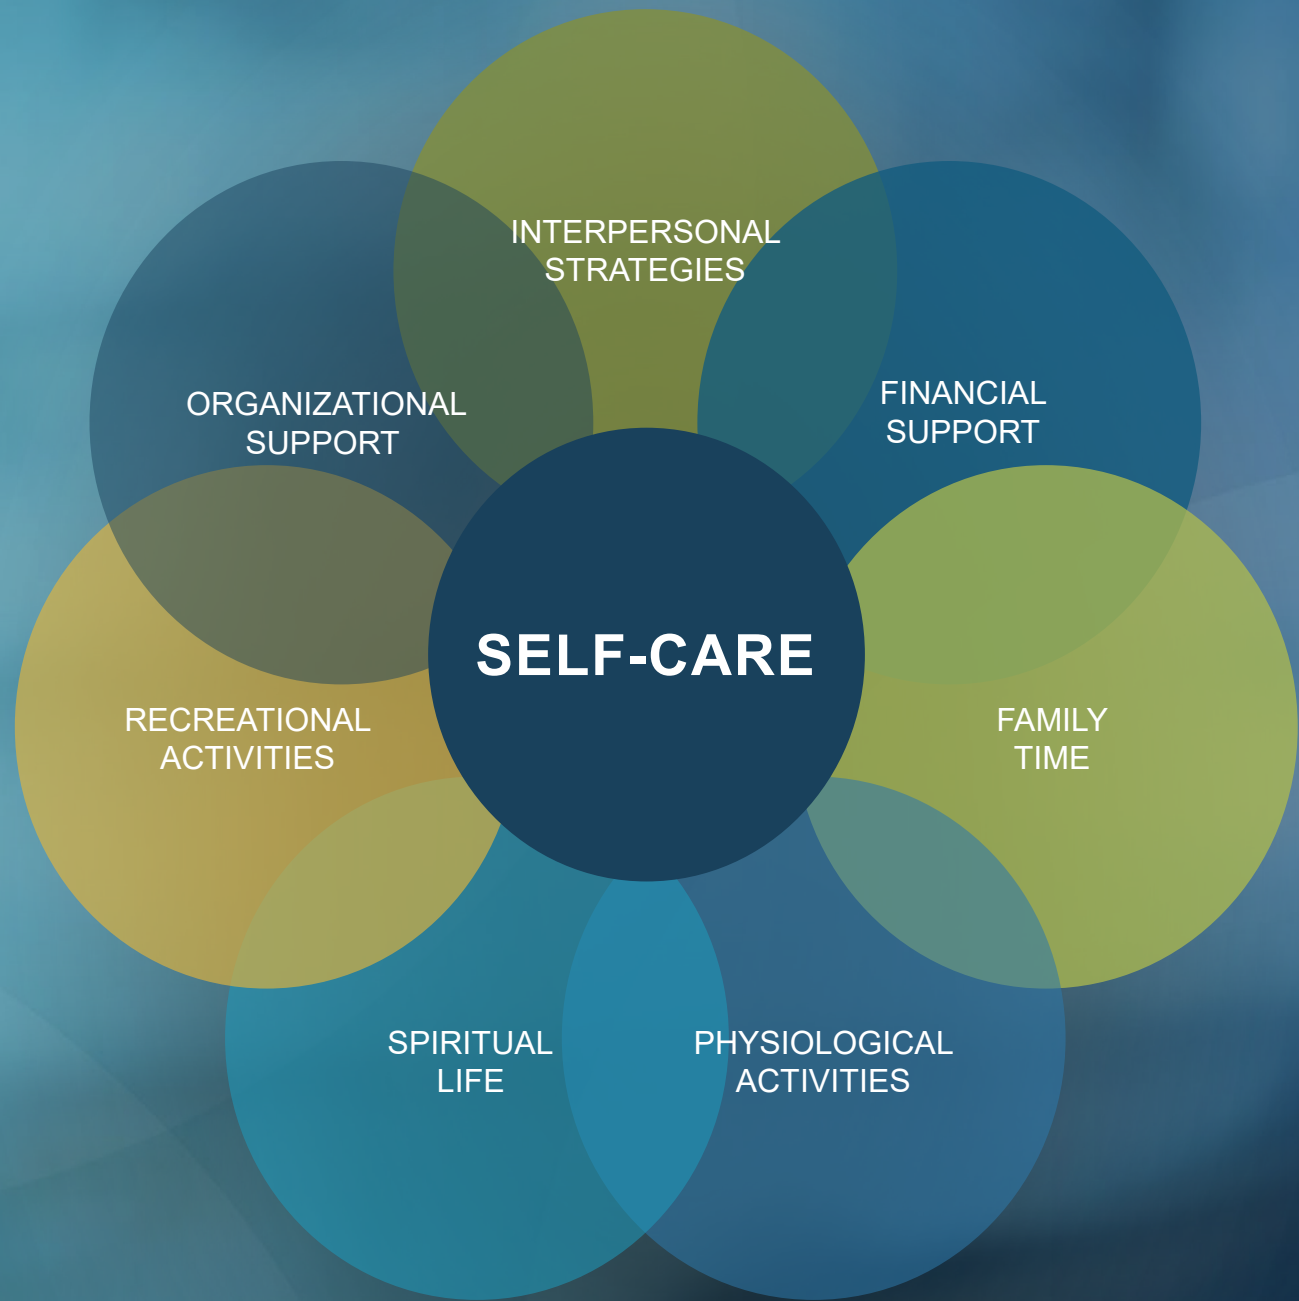 INTERPERSONAL
STRATEGIES
FINANCIAL
SUPPORT
ORGANIZATIONAL
SUPPORT
SELF-CARE
RECREATIONAL
ACTIVITIES
FAMILY
TIME
SPIRITUAL
LIFE
PHYSIOLOGICAL
ACTIVITIES